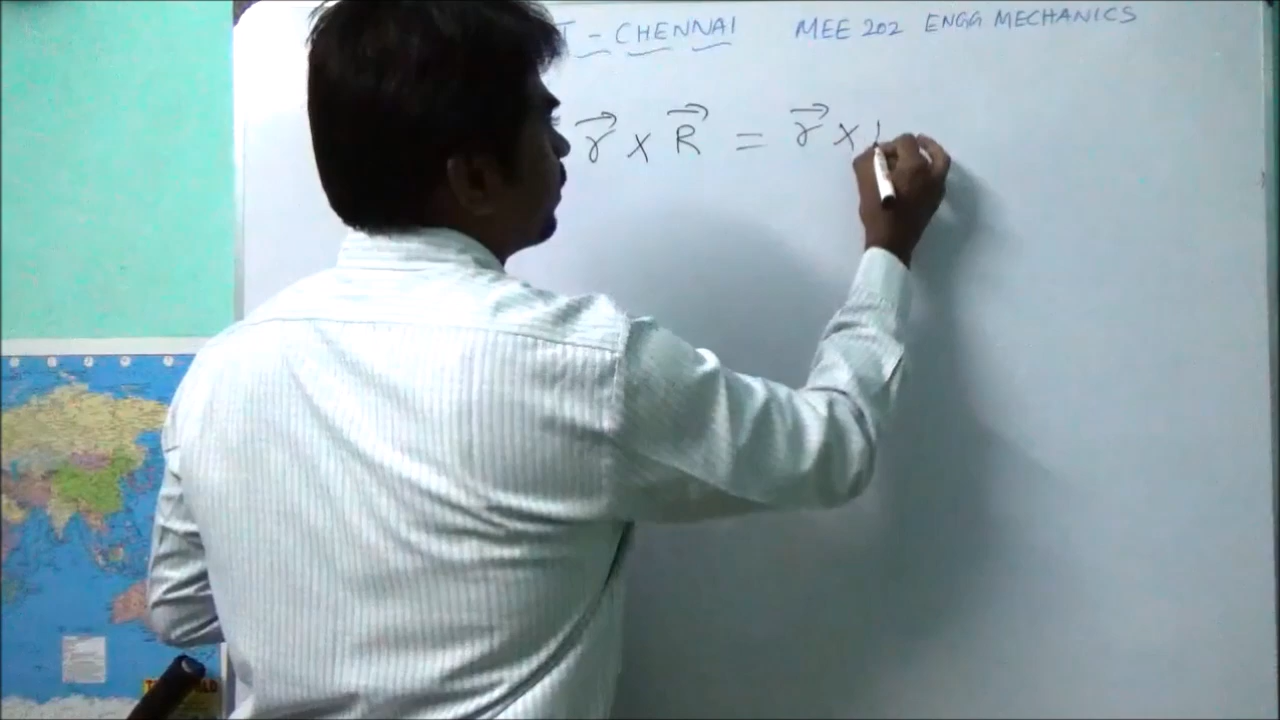 T - CHENNAI MEE 202 ENGG MECHANICS
r⃗ × R⃗ = r⃗ ×